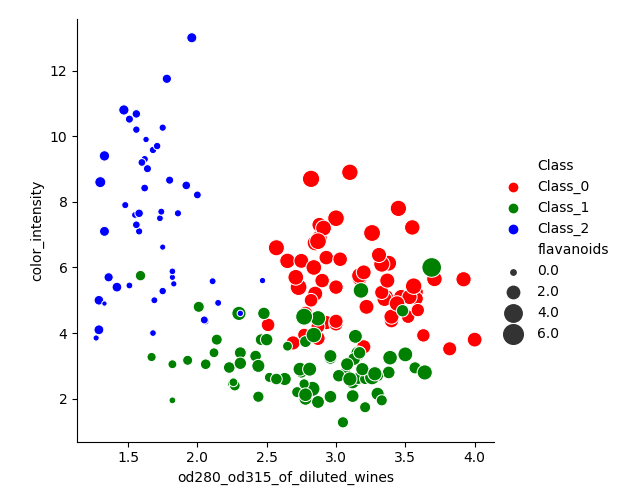 12
10
8
6
4
2
color_intensity
1.5
2.0
2.5
3.0
3.5
4.0
od280_od315_of_diluted_wines
Class
Class_0
Class_1
Class_2
flavanoids
0.0
2.0
4.0
6.0